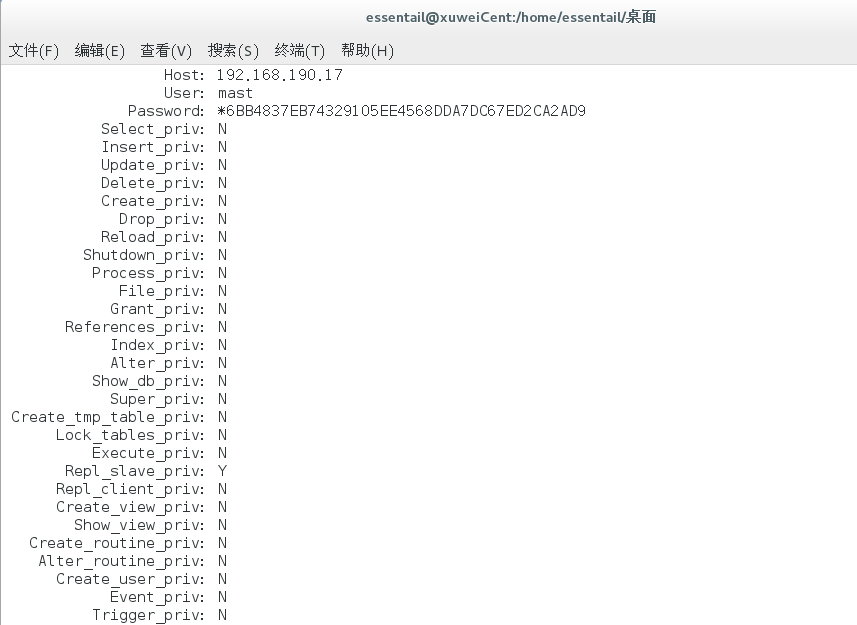 essentail@xuweiCent:/home/essentail/桌面
文件(F) 编辑(E) 查看(V) 搜索(S) 终端(T) 帮助(H)
Host: 192.168.190.17
User: mast
Password: *6BB4837EB74329105EE4568DDA7DC67ED2CA2AD9
Select_priv: N
Insert_priv: N
Update_priv: N
Delete_priv: N
Create_priv: N
Drop_priv: N
Reload_priv: N
Shutdown_priv: N
Process_priv: N
File_priv: N
Grant_priv: N
References_priv: N
Index_priv: N
Alter_priv: N
Show_db_priv: N
Super_priv: N
Create_tmp_table_priv: N
Lock_tables_priv: N
Execute_priv: N
Repl_slave_priv: Y
Repl_client_priv: N
Create_view_priv: N
Show_view_priv: N
Create_routine_priv: N
Alter_routine_priv: N
Create_user_priv: N
Event_priv: N
Trigger_priv: N